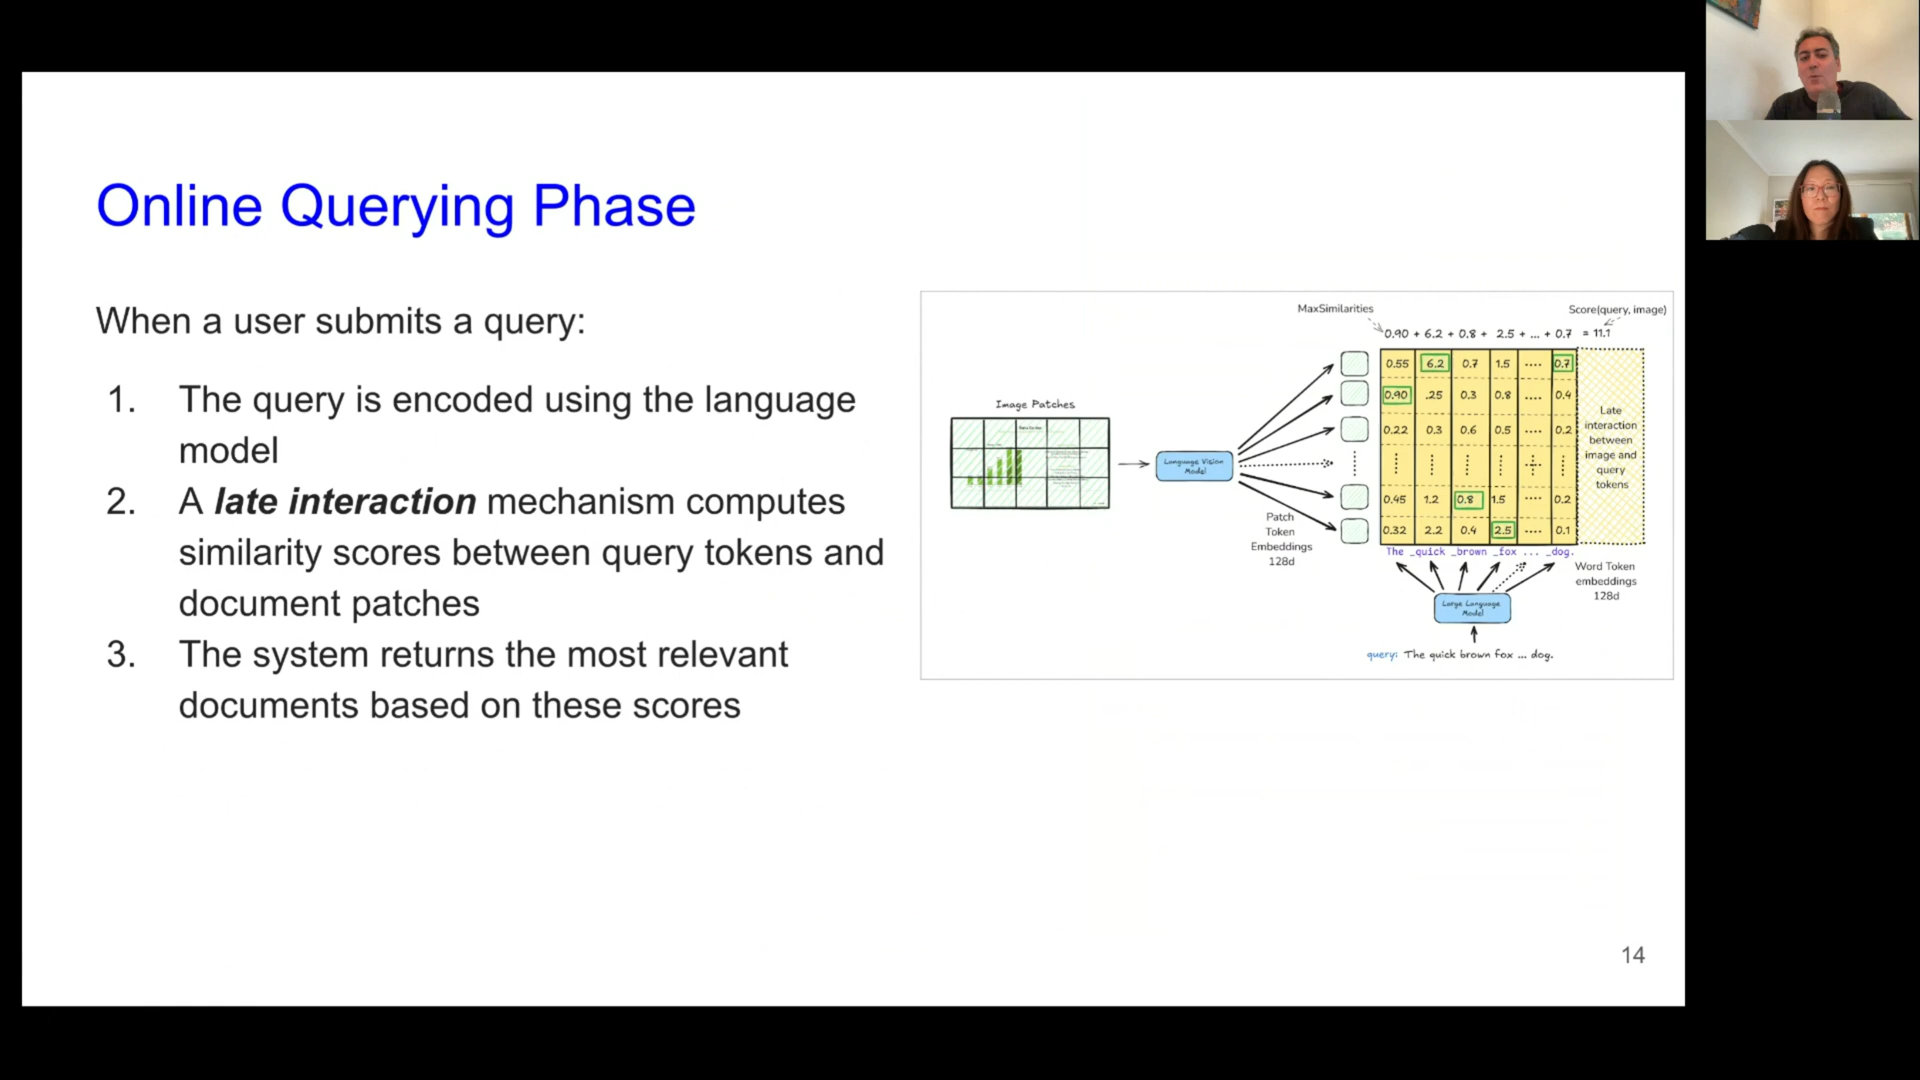 Online Querying Phase
When a user submits a query:
1. The query is encoded using the language
model
2. A late interaction mechanism computes
similarity scores between query tokens and
document patches
3. The system returns the most relevant
documents based on these scores
Image Patches
Language Vision
Model
Patch
Token
Embeddings
128d
MaxSimilarities
Score(query, image)
0.90 + 6.2 + 0.8 + 2.5 + ... + 0.7 = 11.1
0.55 6.2 0.7 1.5 .... 0.7
0.90 .25 0.3 0.8 .... 0.4
0.22 0.3 0.6 0.5 .... 0.2
0.45 1.2 0.8 1.5 .... 0.2
0.32 2.2 0.4 2.5 .... 0.1
Late
interaction
between
image and
query
tokens
The _quick _brown _fox ... _dog.
Word Token
embeddings
128d
Large Language
Model
query: The quick brown fox ... dog.
14